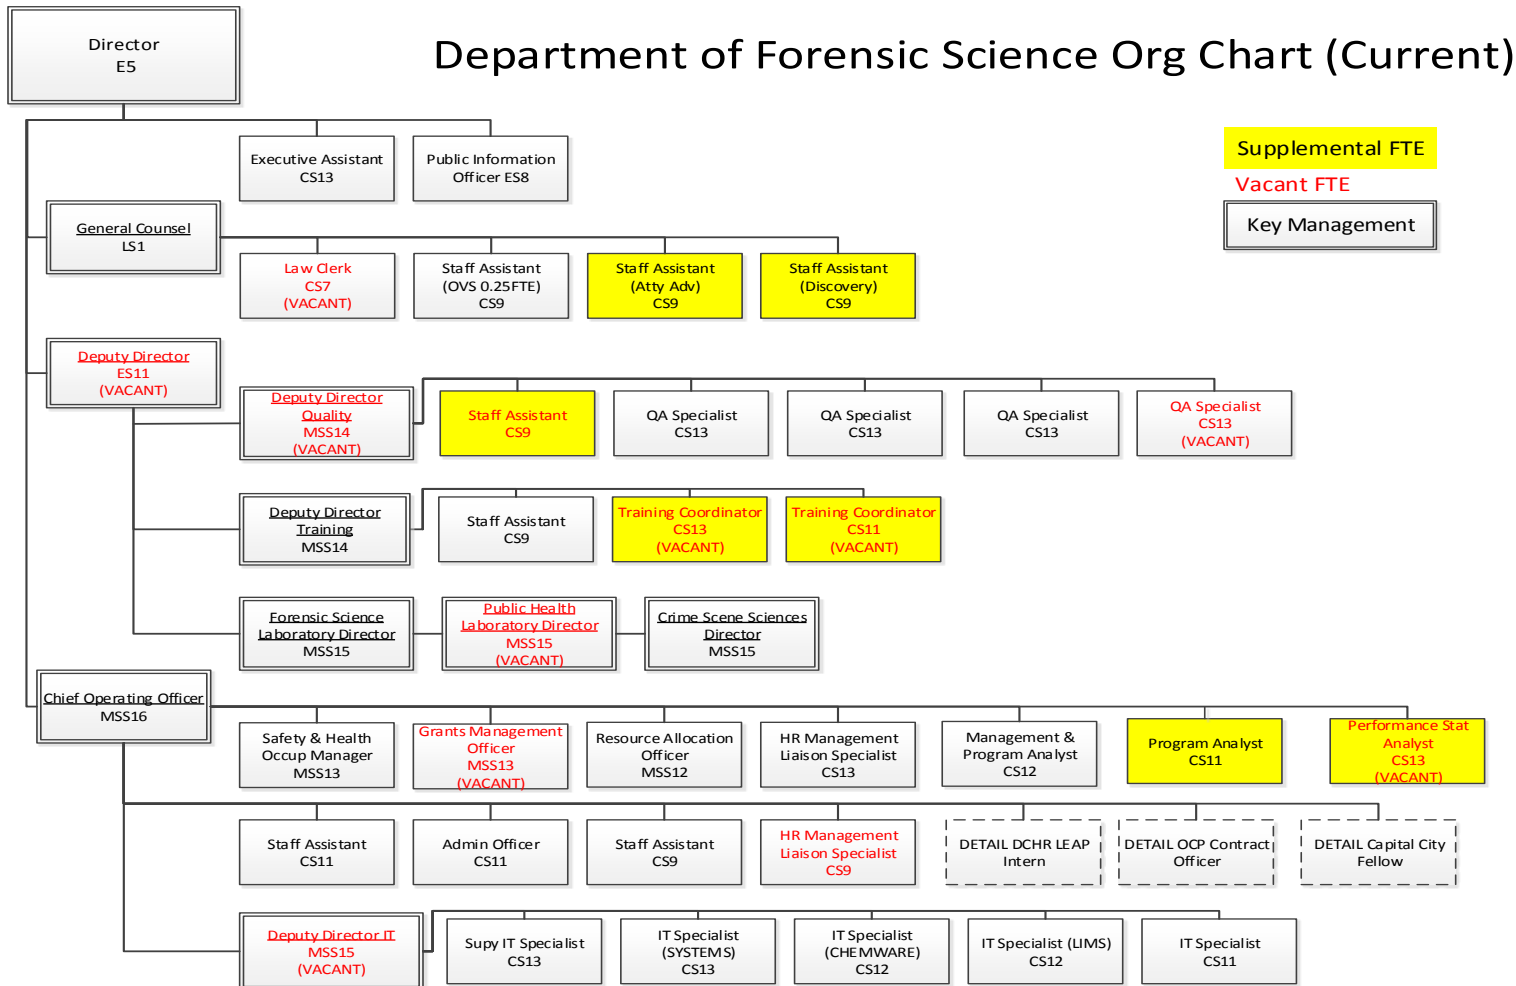 Director
E5
Department of Forensic Science Org Chart (Current)
Supplemental FTE
Vacant FTE
Key Management
Executive Assistant
CS13
Public Information
Officer ES8
General Counsel
LS1
Law Clerk
CS7
(VACANT)
Staff Assistant
(OVS 0.25FTE)
CS9
Staff Assistant
(Atty Adv)
CS9
Staff Assistant
(Discovery)
CS9
Deputy Director
ES11
(VACANT)
Deputy Director
Quality
MSS14
(VACANT)
Staff Assistant
CS9
QA Specialist
CS13
QA Specialist
CS13
QA Specialist
CS13
QA Specialist
CS13
(VACANT)
Deputy Director
Training
MSS14
Staff Assistant
CS9
Training Coordinator
CS13
(VACANT)
Training Coordinator
CS11
(VACANT)
Forensic Science
Laboratory Director
MSS15
Public Health
Laboratory Director
MSS15
(VACANT)
Crime Scene Sciences
Director
MSS15
Chief Operating Officer
MSS16
Safety & Health
Occup Manager
MSS13
Grants Management
Officer
MSS13
(VACANT)
Resource Allocation
Officer
MSS12
HR Management
Liaison Specialist
CS13
Management &
Program Analyst
CS12
Program Analyst
CS11
Performance Stat
Analyst
CS13
(VACANT)
Staff Assistant
CS11
Admin Officer
CS11
Staff Assistant
CS9
HR Management
Liaison Specialist
CS9
DETAIL DCHR LEAP
Intern
DETAIL OCP Contract
Officer
DETAIL Capital City
Fellow
Deputy Director IT
MSS15
(VACANT)
Supy IT Specialist
CS13
IT Specialist
(SYSTEMS)
CS13
IT Specialist
(CHEMWARE)
CS12
IT Specialist (LIMS)
CS12
IT Specialist
CS11